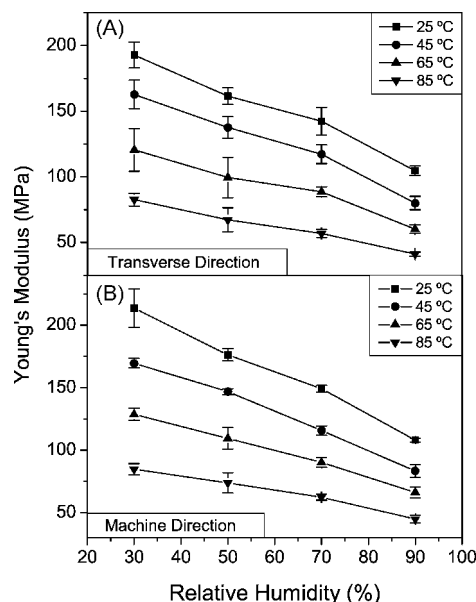 (A)
25 ºC
45 ºC
65 ºC
85 ºC
200
150
100
50
Transverse Direction
Young's Modulus (MPa)
(B)
25 ºC
45 ºC
65 ºC
85 ºC
200
150
100
50
Machine Direction
20 30 40 50 60 70 80 90 100
Relative Humidity (%)